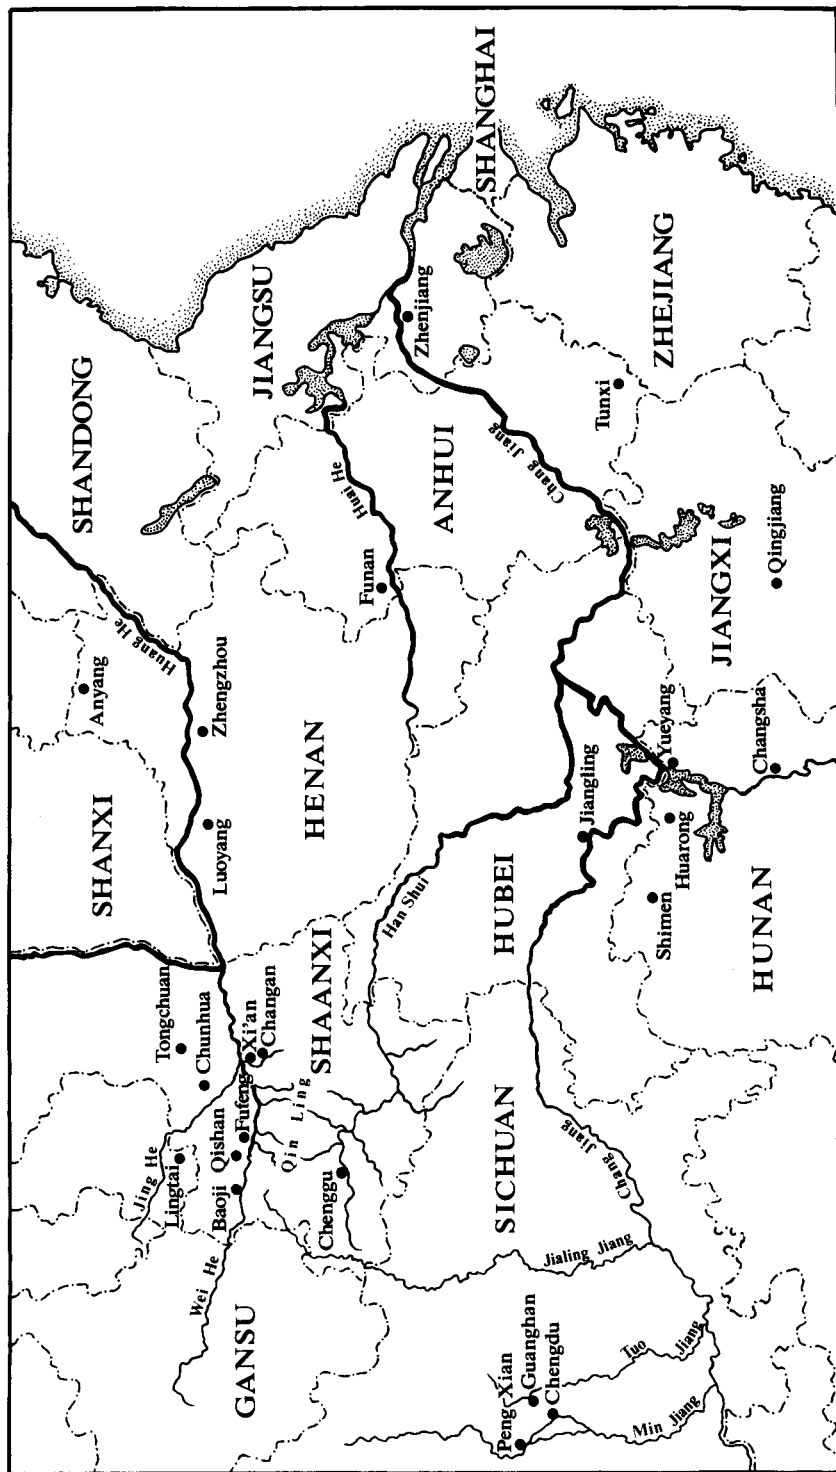 SHANDONG
SHANGHAI
JIANGSU
Zhenjiang
ZHEJIANG
Tunxi
Huai He
ANHUI
Chang Jiang
Funan
Huang He
Anyang
Zhengzhou
HENAN
Luoyang
SHANXI
JIANGXI
Qingjiang
Yueyang
Changsha
Jiangling
Huarong
Shimen
HUNAN
HUBEI
Han Shui
Tongchuan
Chunhua
Xi'an
Changan
SHAANXI
Fufeng
Qishan
Baoji
Qin Ling
Jing He
Lingtai
Chenggu
Wei He
GANSU
SICHUAN
Chang Jiang
Jialing Jiang
Guanghan
Chengdu
Peng-Xian
Tuo Jiang
Min Jiang